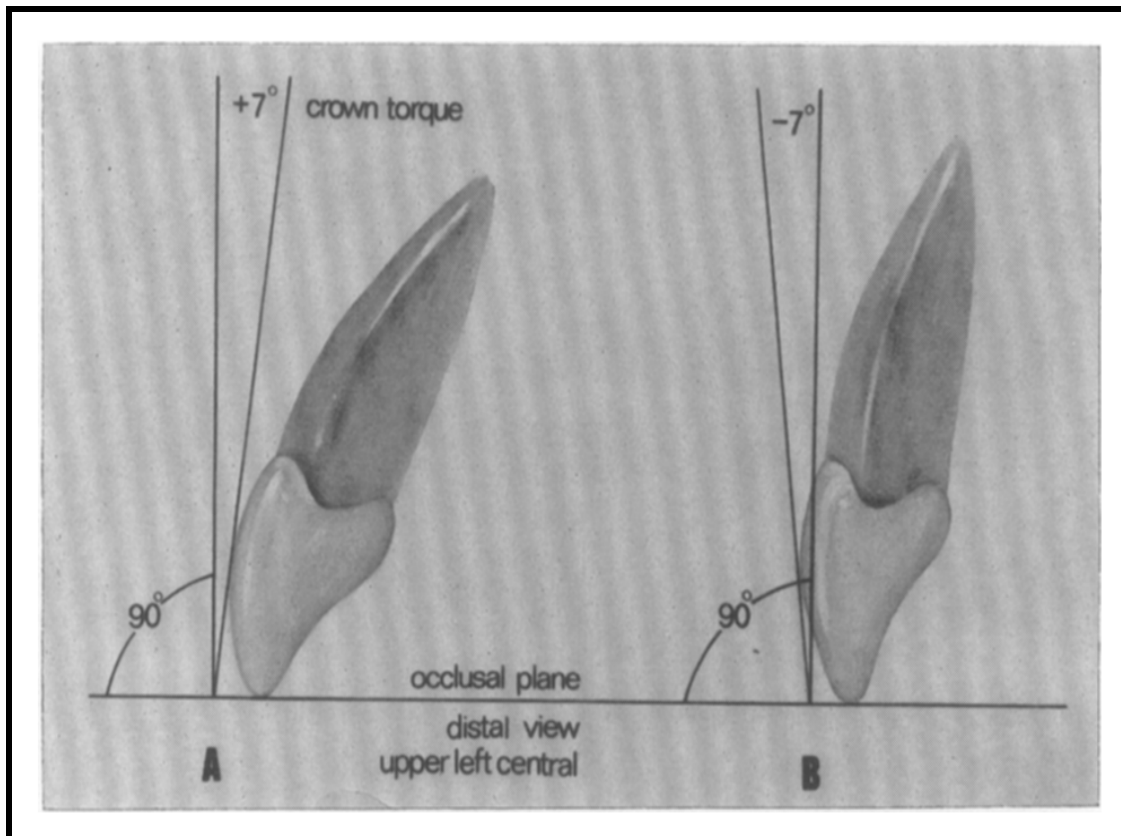 +7° crown torque
-7°
90°
90°
occlusal plane
distal view
upper left central
A
B